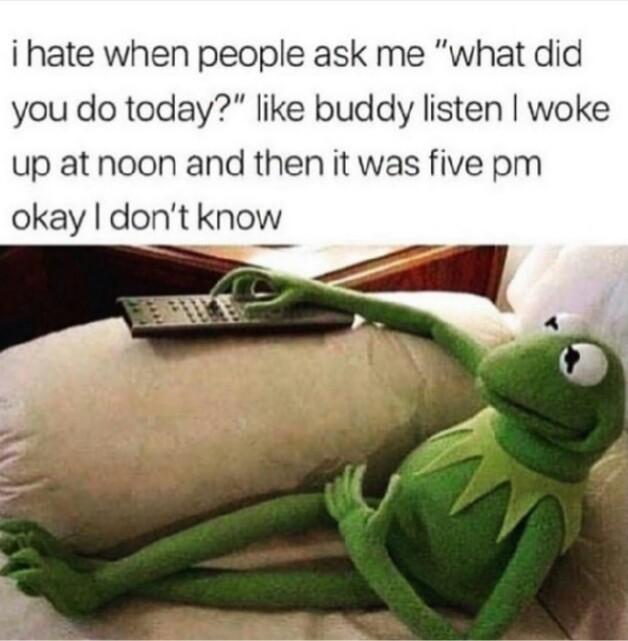 i hate when people ask me "what did
you do today?" like buddy listen I woke
up at noon and then it was five pm
okay I don't know